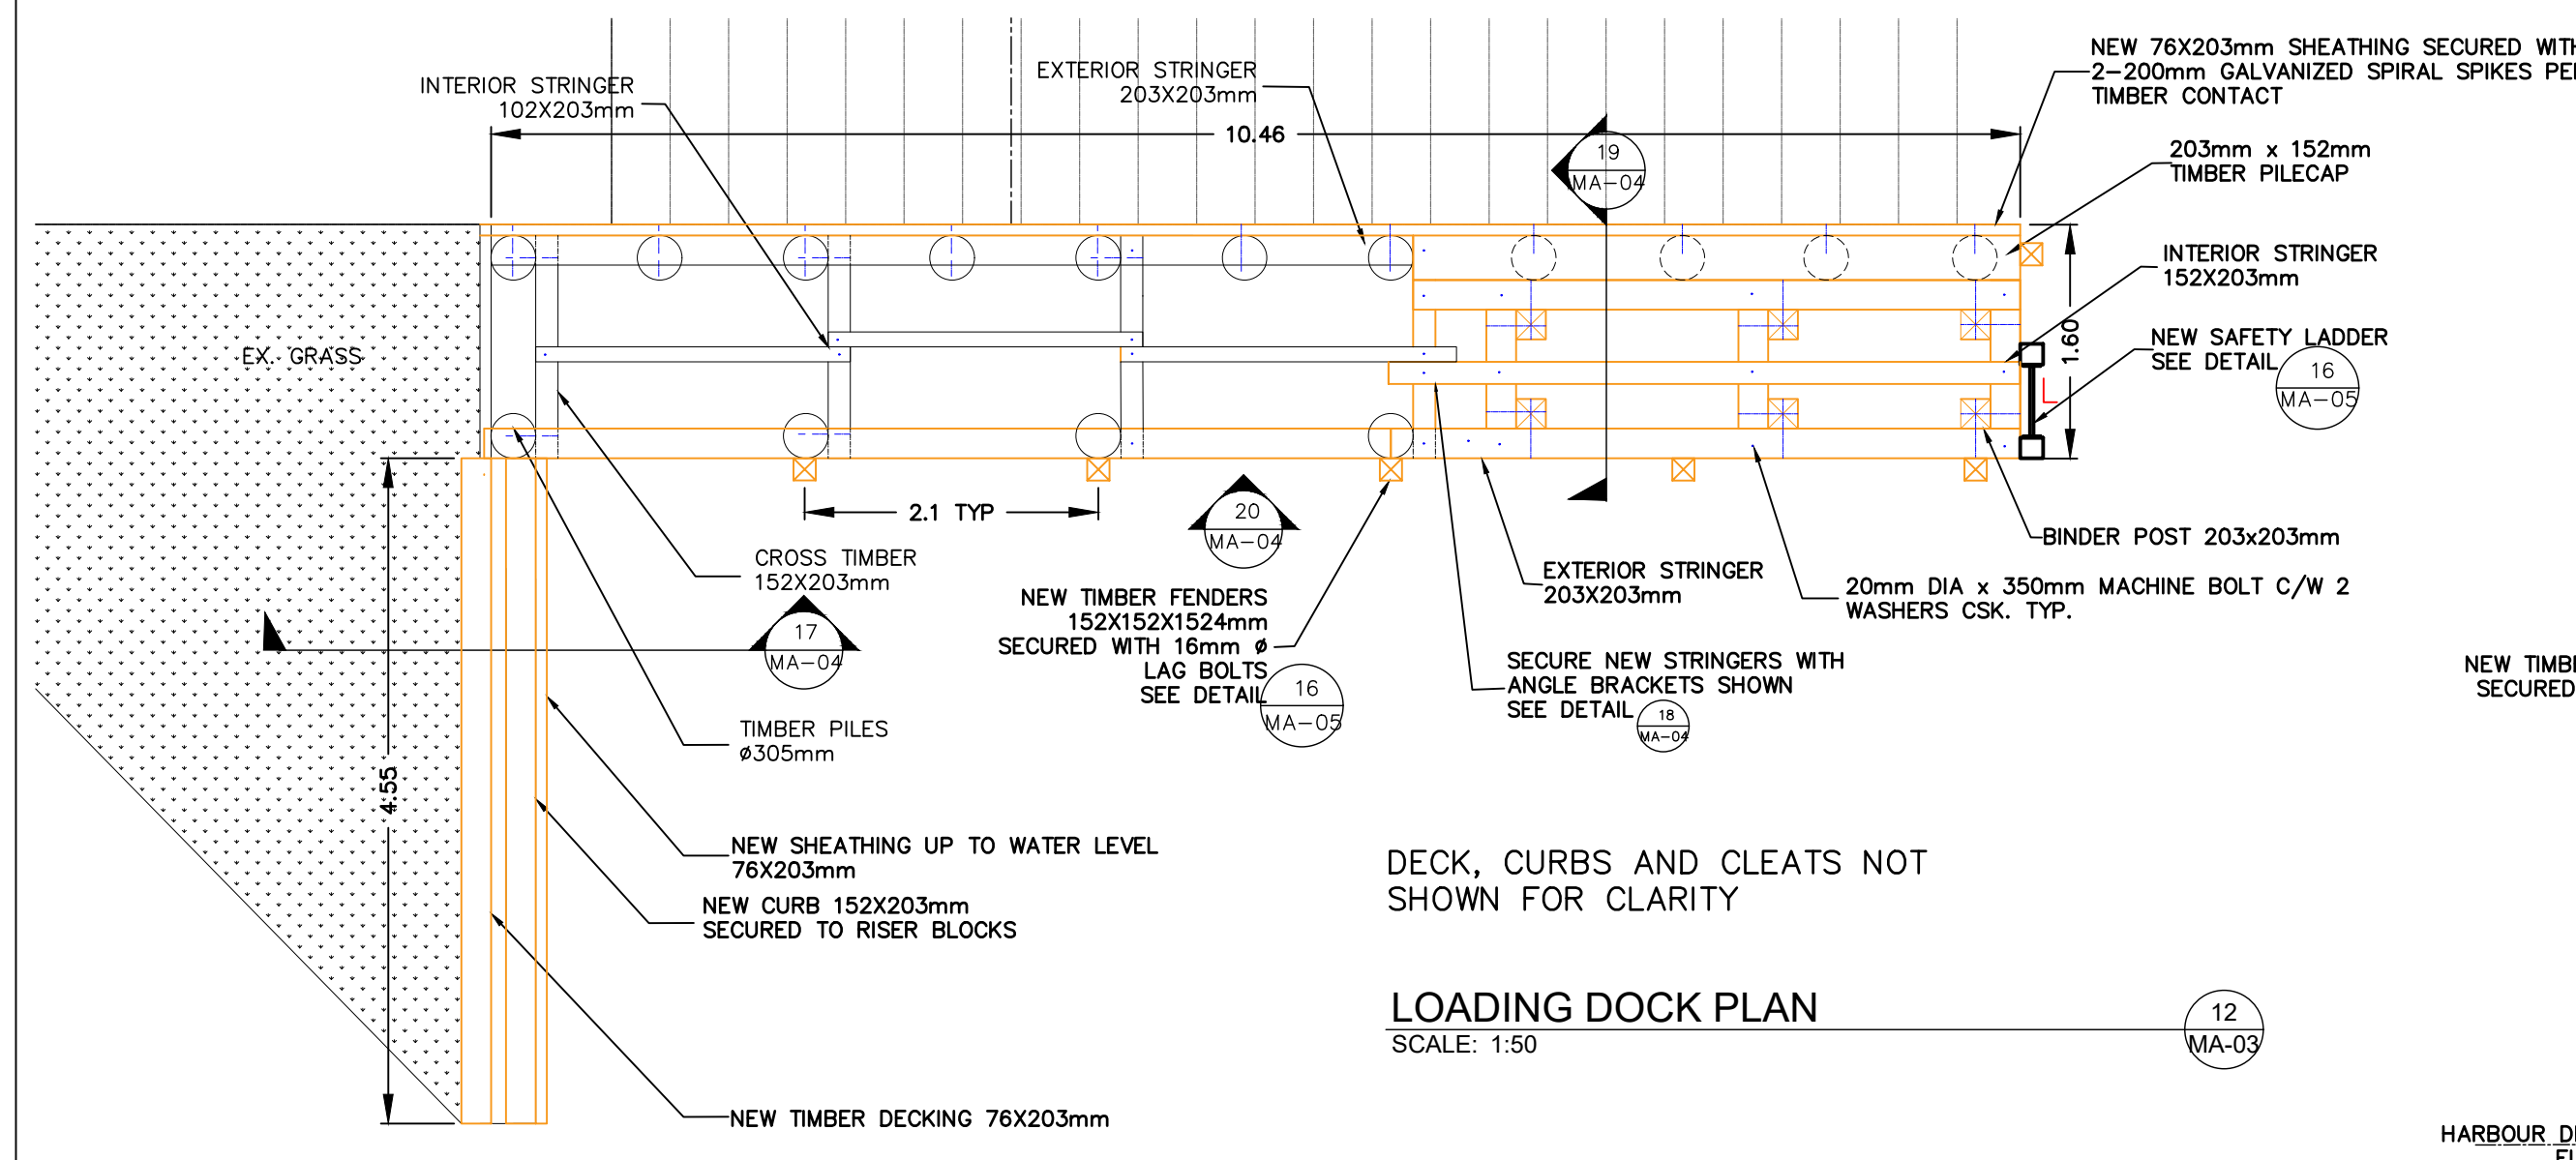 NEW 76X203mm SHEATHING SECURED WITH
2-200mm GALVANIZED SPIRAL SPIKES PE
TIMBER CONTACT
INTERIOR STRINGER
102X203mm
EXTERIOR STRINGER
203X203mm
10.46
19
MA-04
203mm x 152mm
TIMBER PILECAP
INTERIOR STRINGER
152X203mm
1.60
NEW SAFETY LADDER
SEE DETAIL
16
MA-05
EX. GRASS
2.1 TYP
20
MA-04
BINDER POST 203x203mm
CROSS TIMBER
152X203mm
EXTERIOR STRINGER
203X203mm
20mm DIA x 350mm MACHINE BOLT C/W 2
WASHERS CSK. TYP.
NEW TIMBER FENDERS
152X152X1524mm
SECURED WITH 16mm ø
LAG BOLTS
SEE DETAIL
16
MA-05
17
MA-04
SECURE NEW STRINGERS WITH
ANGLE BRACKETS SHOWN
SEE DETAIL
18
MA-04
NEW TIMB
SECURED
TIMBER PILES
ø305mm
4.55
NEW SHEATHING UP TO WATER LEVEL
76X203mm
NEW CURB 152X203mm
SECURED TO RISER BLOCKS
DECK, CURBS AND CLEATS NOT
SHOWN FOR CLARITY
LOADING DOCK PLAN
SCALE: 1:50
12
MA-03
NEW TIMBER DECKING 76X203mm
HARBOUR D